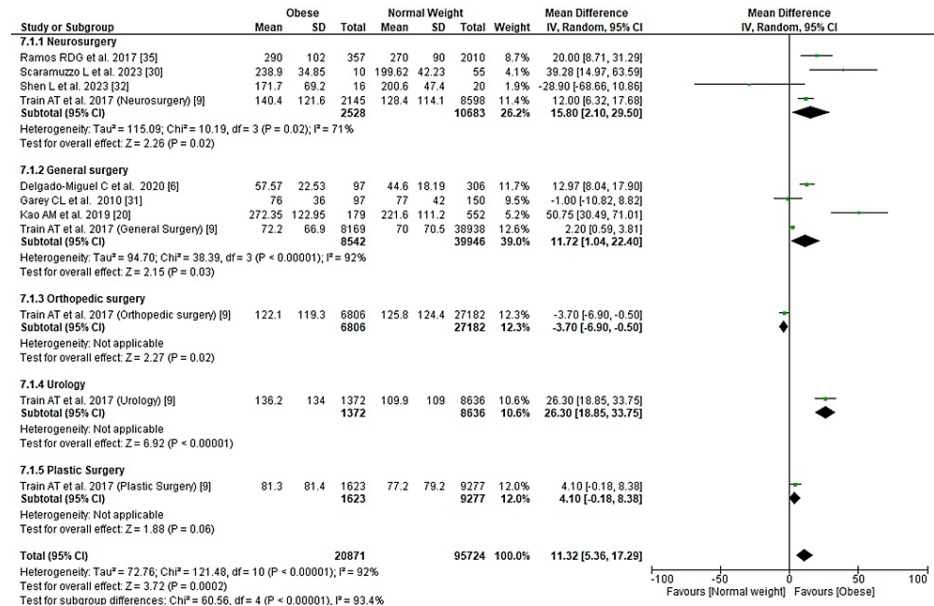 Obese Normal Weight Mean Difference Mean Difference
Study or Subgroup Mean SD Total Mean SD Total Weight IV, Random, 95% CI IV, Random, 95% CI
7.1.1 Neurosurgery
Ramos RDG et al. 2017 [35] 290 102 357 270 90 2010 8.7% 20.00 [8.71, 31.29]
Scaramuzzo L et al. 2023 [30] 238.9 34.85 10 199.62 42.23 55 4.1% 39.28 [14.97, 63.59]
Shen L et al. 2023 [32] 171.7 69.2 16 200.6 47.4 20 1.9% -28.90 [-68.66, 10.86]
Train AT et al. 2017 (Neurosurgery) [9] 140.4 121.6 2145 128.4 114.1 8598 11.4% 12.00 [6.32, 17.68]
Subtotal (95% CI) 2528 10683 26.2% 15.80 [2.10, 29.50]
Heterogeneity: Tau² = 115.09; Chi² = 10.19, df = 3 (P = 0.02); I² = 71%
Test for overall effect: Z = 2.26 (P = 0.02)
7.1.2 General surgery
Delgado-Miguel C et al. 2020 [6] 57.57 22.53 97 44.6 18.19 306 11.7% 12.97 [8.04, 17.90]
Garey CL et al. 2010 [31] 76 36 97 77 42 150 9.5% -1.00 [-10.82, 8.82]
Kao AM et al. 2019 [20] 272.35 122.95 179 221.6 111.2 552 5.2% 50.75 [30.49, 71.01]
Train AT et al. 2017 (General Surgery) [9] 72.2 66.9 8169 70 70.5 38938 12.6% 2.20 [0.59, 3.81]
Subtotal (95% CI) 8542 39946 39.0% 11.72 [1.04, 22.40]
Heterogeneity: Tau² = 94.70; Chi² = 38.39, df = 3 (P < 0.00001); I² = 92%
Test for overall effect: Z = 2.15 (P = 0.03)
7.1.3 Orthopedic surgery
Train AT et al. 2017 (Orthopedic surgery) [9] 122.1 119.3 6806 125.8 124.4 27182 12.3% -3.70 [-6.90, -0.50]
Subtotal (95% CI) 6806 27182 12.3% -3.70 [-6.90, -0.50]
Heterogeneity: Not applicable
Test for overall effect: Z = 2.27 (P = 0.02)
7.1.4 Urology
Train AT et al. 2017 (Urology) [9] 136.2 134 1372 109.9 109 8636 10.6% 26.30 [18.85, 33.75]
Subtotal (95% CI) 1372 8636 10.6% 26.30 [18.85, 33.75]
Heterogeneity: Not applicable
Test for overall effect: Z = 6.92 (P < 0.00001)
7.1.5 Plastic Surgery
Train AT et al. 2017 (Plastic Surgery) [9] 81.3 81.4 1623 77.2 79.2 9277 12.0% 4.10 [-0.18, 8.38]
Subtotal (95% CI) 1623 9277 12.0% 4.10 [-0.18, 8.38]
Heterogeneity: Not applicable
Test for overall effect: Z = 1.88 (P = 0.06)
Total (95% CI) 20871 95724 100.0% 11.32 [5.36, 17.29]
Heterogeneity: Tau² = 72.76; Chi² = 121.48, df = 10 (P < 0.00001); I² = 92%
Test for overall effect: Z = 3.72 (P = 0.0002)
Test for subgroup differences: Chi² = 60.56, df = 4 (P < 0.00001), I² = 93.4%
-100 -50 0 50 100
Favours [Normal weight] Favours [Obese]